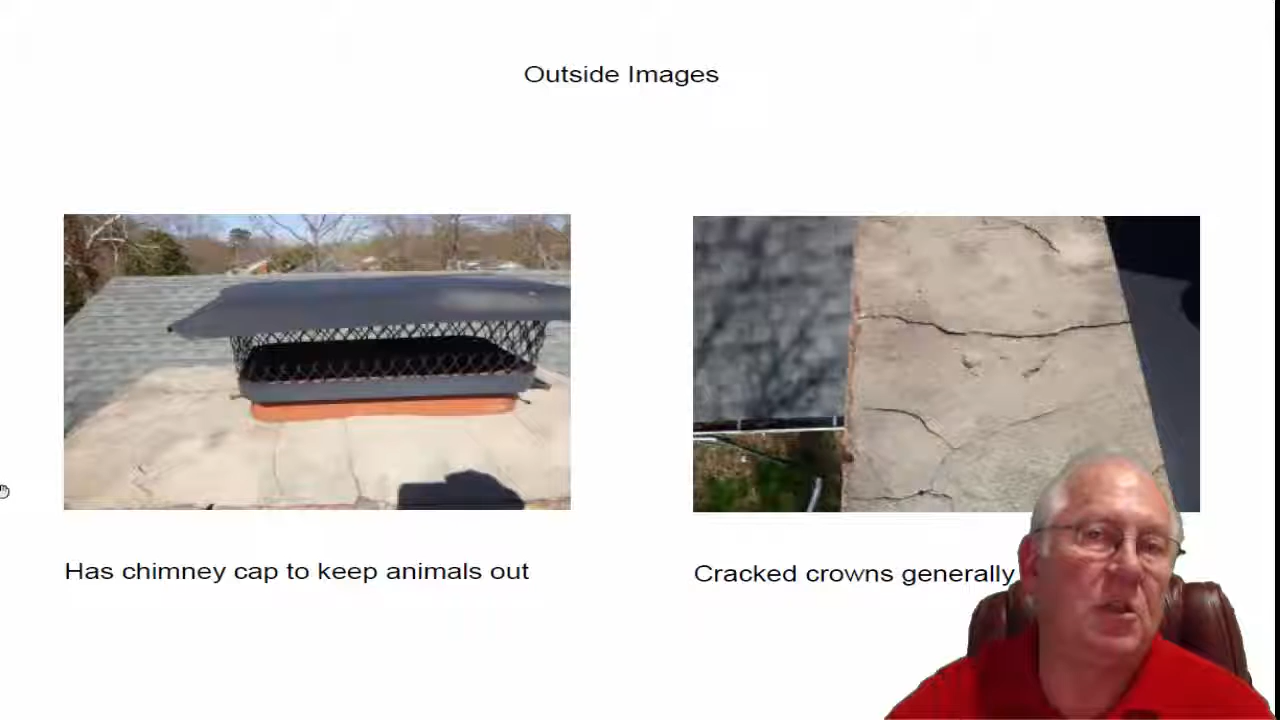 Outside Images
Has chimney cap to keep animals out
Cracked crowns generally